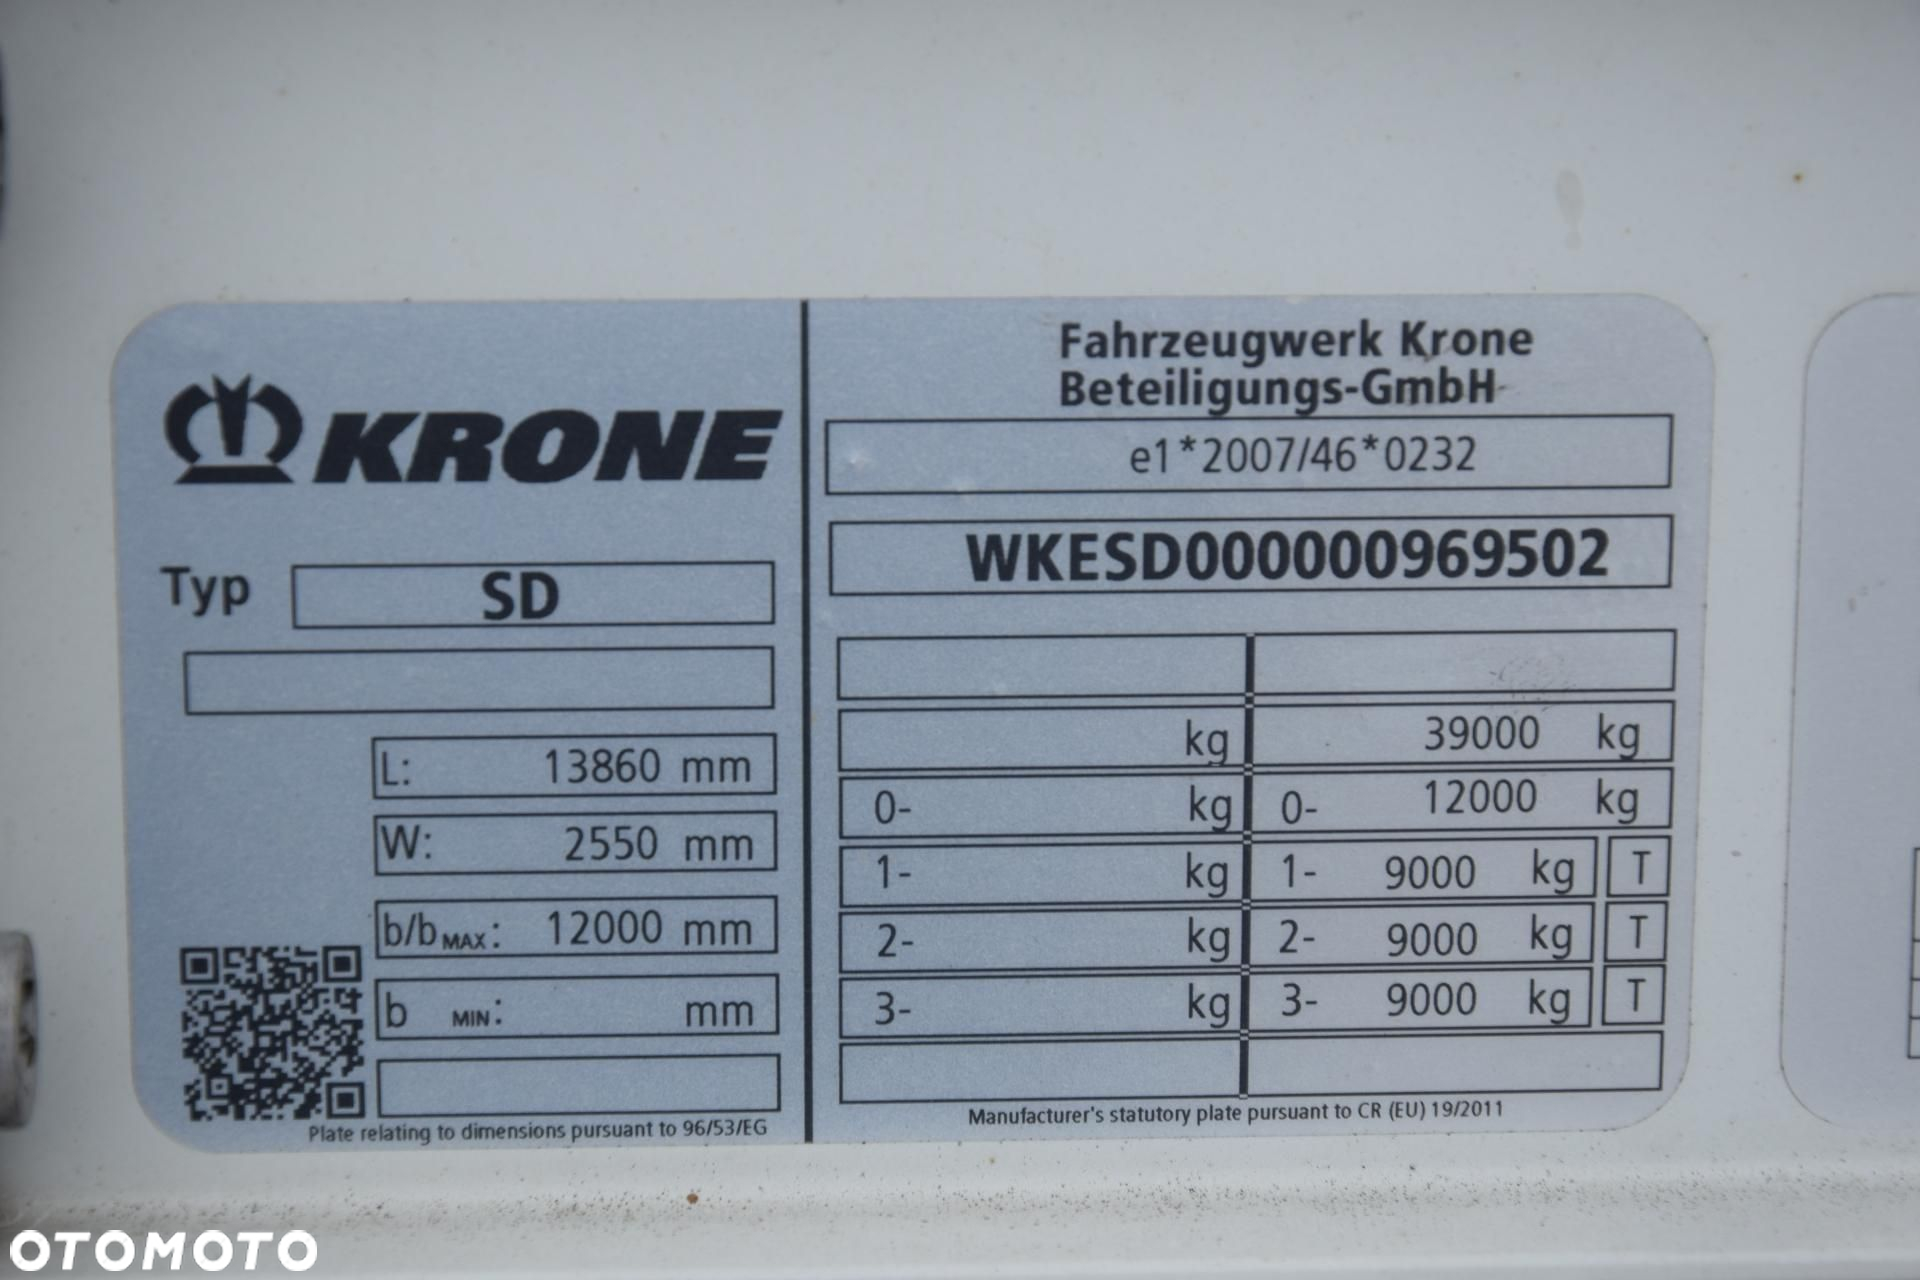 KRONE
Typ SD
L: 13860 mm
W: 2550 mm
b/bMAX: 12000 mm
b MIN: mm
Plate relating to dimensions pursuant to 96/53/EG
Fahrzeugwerk Krone
Beteiligungs-GmbH
e1*2007/46*0232
WKESD000000969502
kg 39000 kg
0- kg 0- 12000 kg
1- kg 1- 9000 kg T
2- kg 2- 9000 kg T
3- kg 3- 9000 kg T
Manufacturer's statutory plate pursuant to CR (EU) 19/2011
OTOMOTO